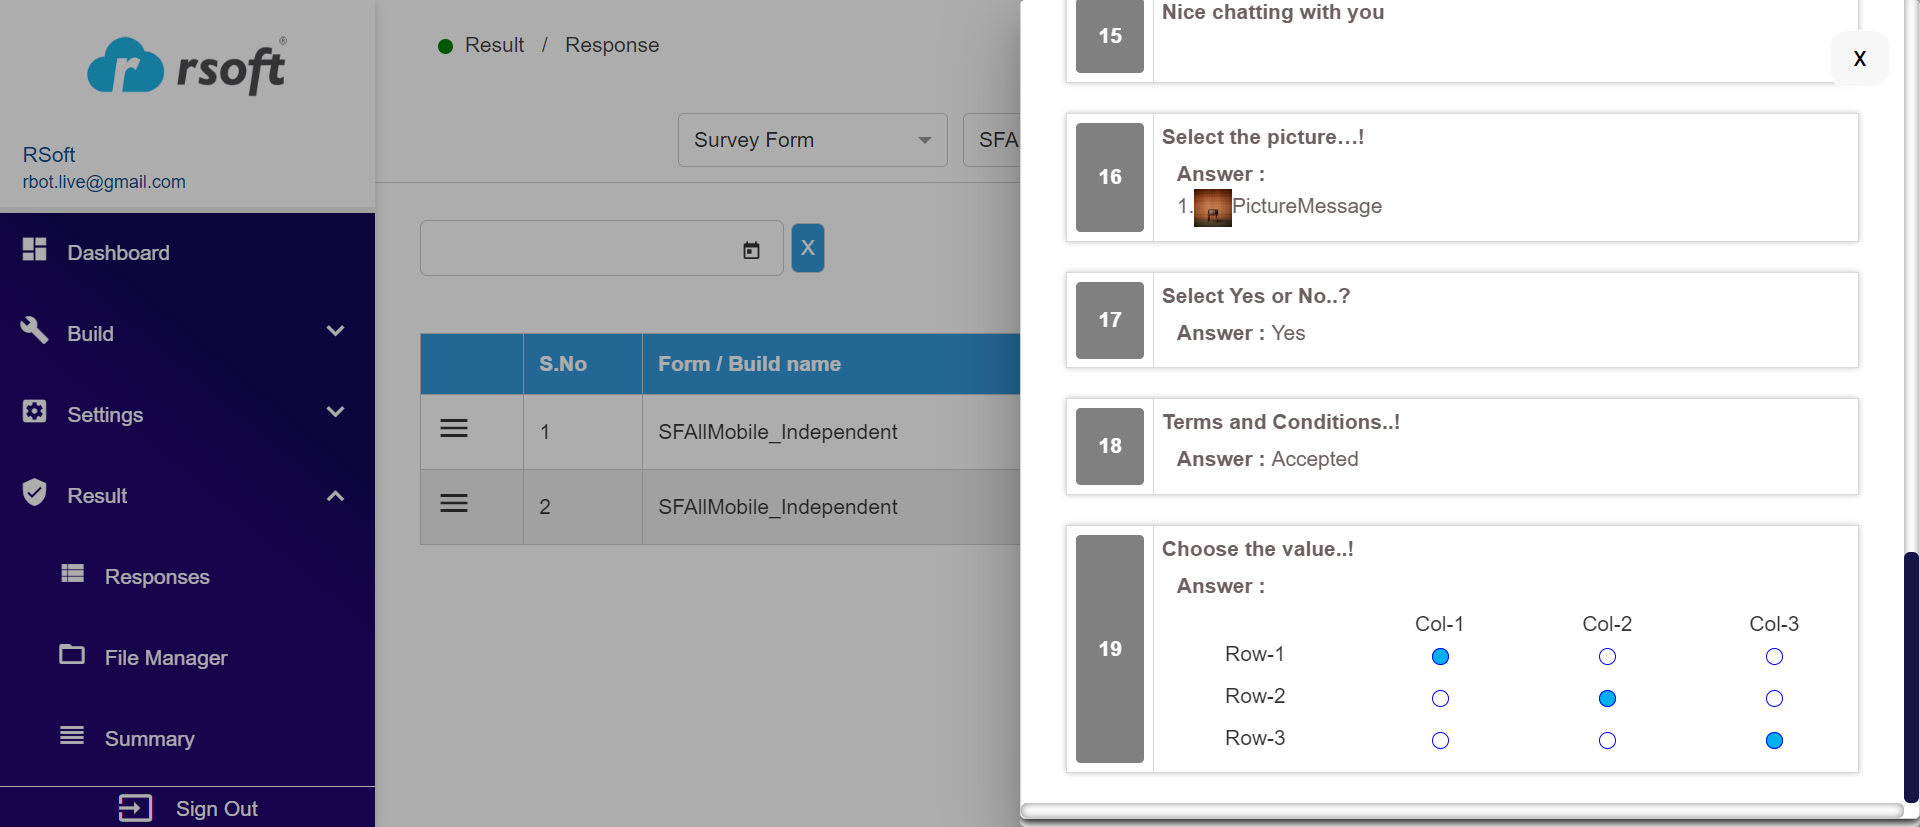 rsoft®
RSoft
rbot.live@gmail.com
Dashboard
Build
Settings
Result
Responses
File Manager
Summary
Sign Out
Result / Response
Survey Form
SFA
X
S.No Form / Build name
1 SFAllMobile_Independent
2 SFAllMobile_Independent
X
15 Nice chatting with you
16 Select the picture...!
Answer :
1. PictureMessage
17 Select Yes or No..?
Answer : Yes
18 Terms and Conditions..!
Answer : Accepted
19 Choose the value..!
Answer :
Col-1 Col-2 Col-3
Row-1
Row-2
Row-3